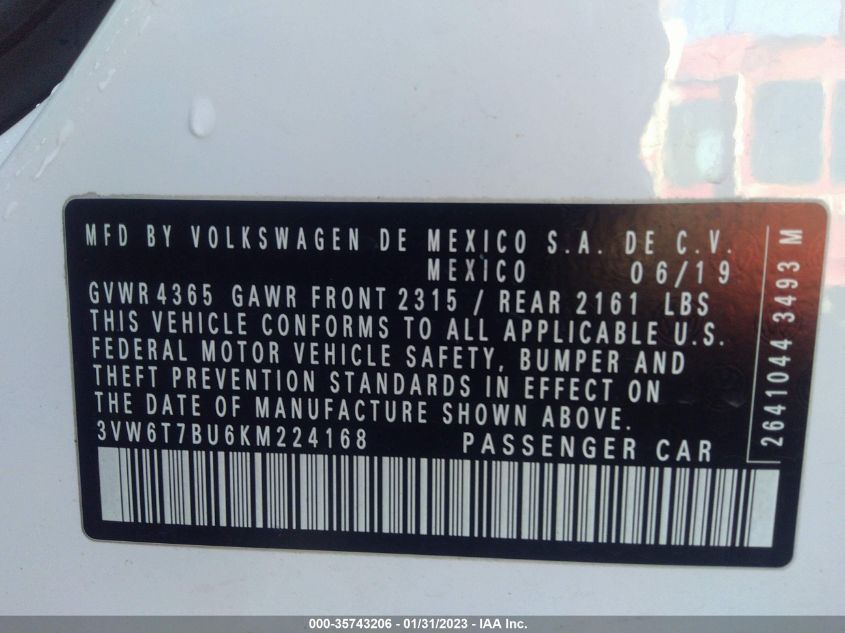 MFD BY VOLKSWAGEN DE MEXICO S.A. DE C.V.
MEXICO 06/19
GVWR 4365 GAWR FRONT 2315 / REAR 2161 LBS
THIS VEHICLE CONFORMS TO ALL APPLICABLE U.S.
FEDERAL MOTOR VEHICLE SAFETY, BUMPER AND
THEFT PREVENTION STANDARDS IN EFFECT ON
THE DATE OF MANUFACTURE SHOWN ABOVE.
3VW6T7BU6KM224168 PASSENGER CAR
2641044 3493 M
000-35743206 - 01/31/2023 - IAA Inc.